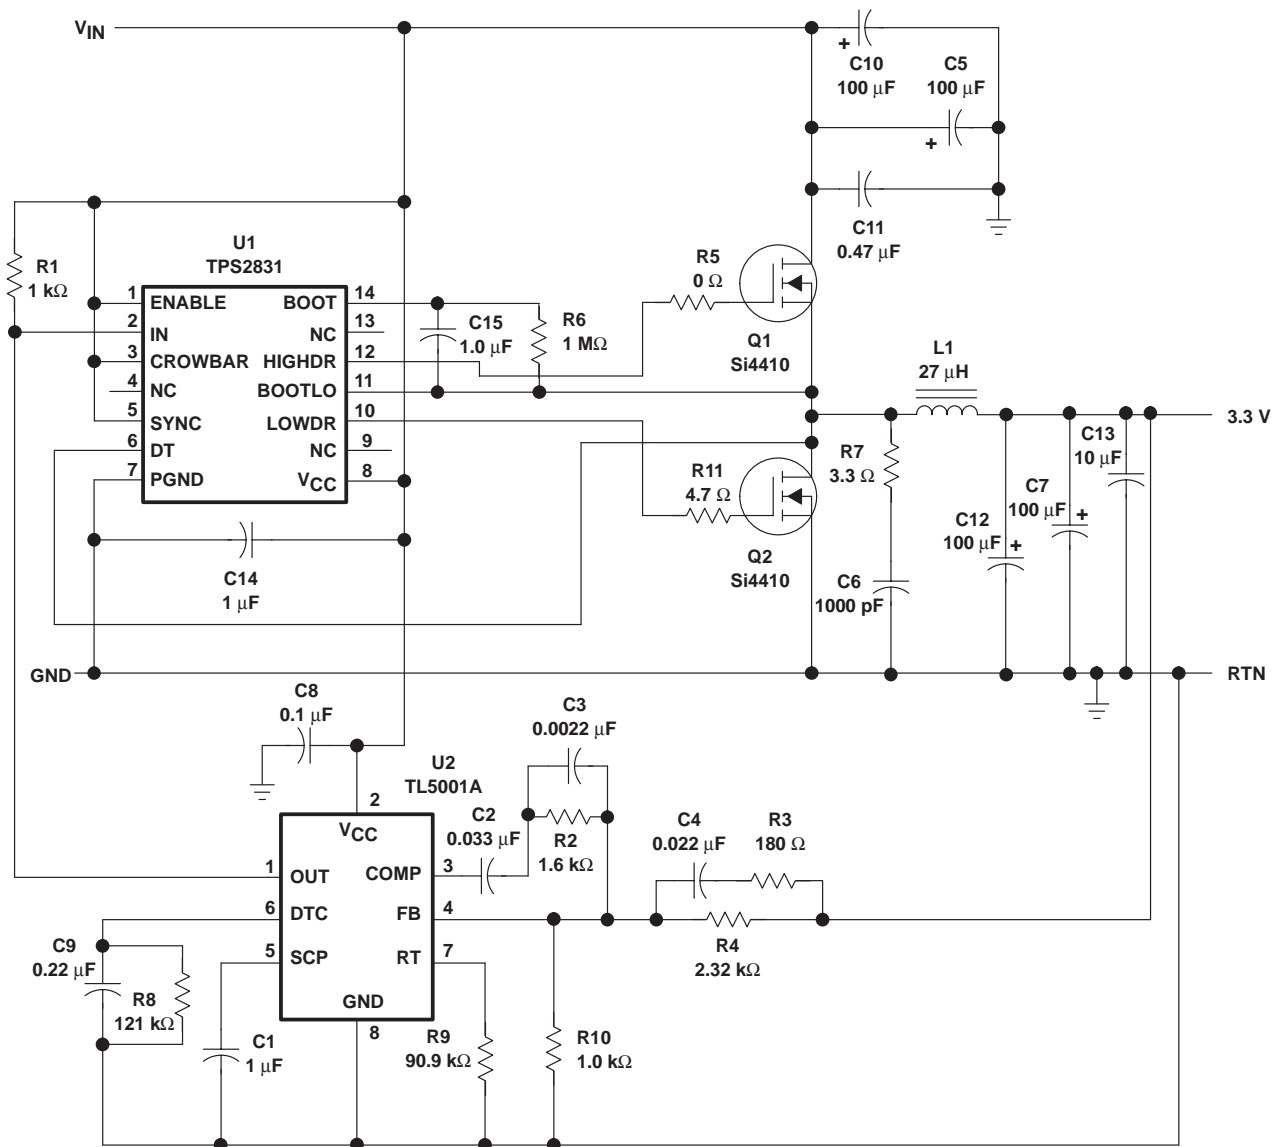 VIN
+
C10
100 μF
C5
100 μF
+
C11
0.47 μF
U1
TPS2831
R1
1 kΩ
1 ENABLE BOOT 14
2 IN NC 13
3 CROWBAR HIGHDR 12
4 NC BOOTLO 11
5 SYNC LOWDR 10
6 DT NC 9
7 PGND VCC 8
C15
1.0 μF
R6
1 MΩ
R5
0 Ω
Q1
Si4410
L1
27 μH
3.3 V
R11
4.7 Ω
Q2
Si4410
R7
3.3 Ω
C6
1000 pF
C12
100 μF
+
C7
100 μF
+
C13
10 μF
C14
1 μF
GND
RTN
C8
0.1 μF
U2
TL5001A
C3
0.0022 μF
C2
0.033 μF
R2
1.6 kΩ
C4
0.022 μF
R3
180 Ω
R4
2.32 kΩ
2
VCC
1 OUT COMP 3
6 DTC FB 4
5 SCP RT 7
GND
8
C9
0.22 μF
R8
121 kΩ
C1
1 μF
R9
90.9 kΩ
R10
1.0 kΩ